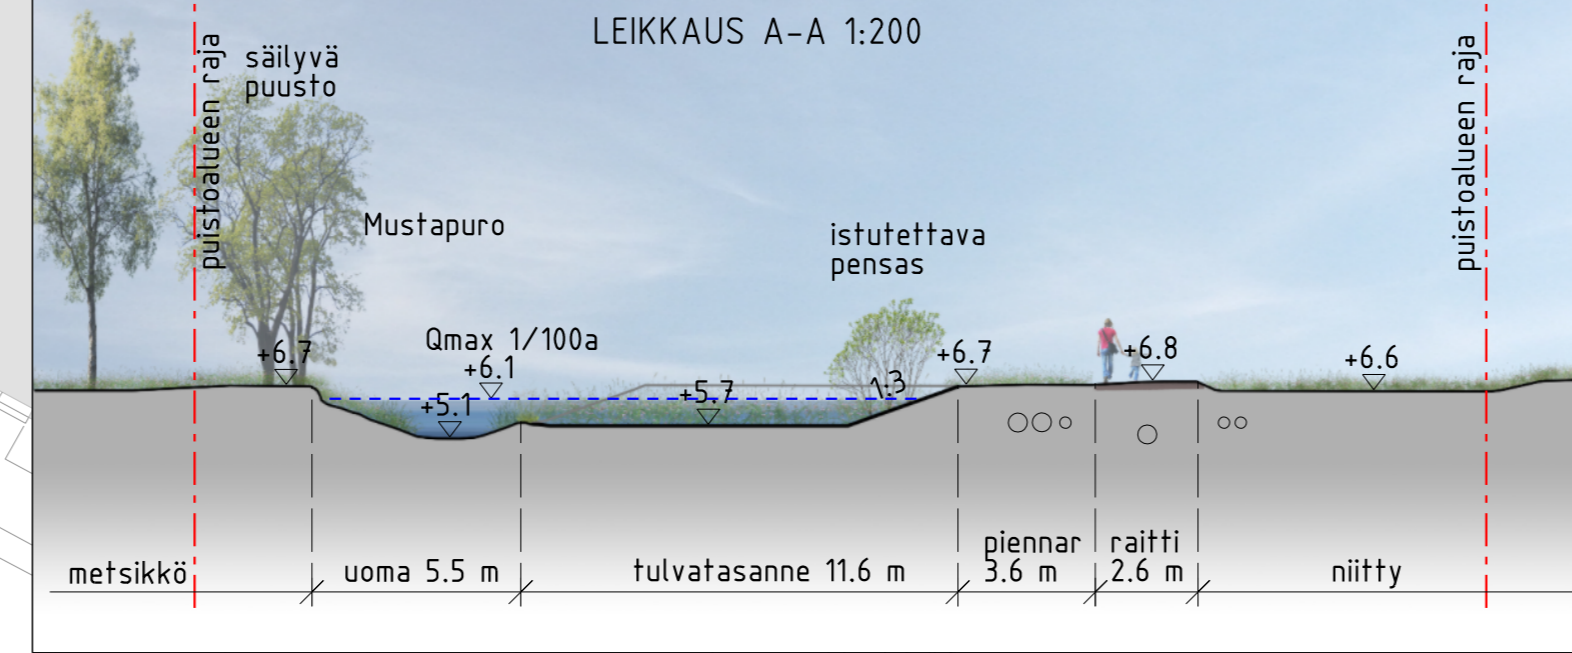 LEIKKAUS A-A 1:200
puistoalueen raja
säilyvä
puusto
puistoalueen raja
Mustapuro
istutettava
pensas
Qmax 1/100a
+6.7
+6.1
+5.1
+5.7
1:3
+6.7
+6.8
+6.6
metsikkö
uoma 5.5 m
tulvatasanne 11.6 m
piennar
3.6 m
raitti
2.6 m
niitty